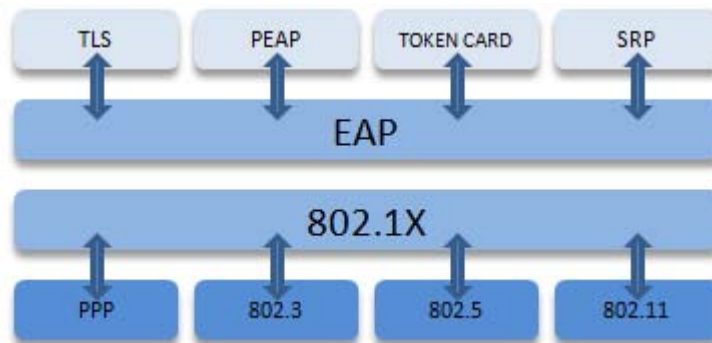 TLS
PEAP
TOKEN CARD
SRP
EAP
802.1X
PPP
802.3
802.5
802.11